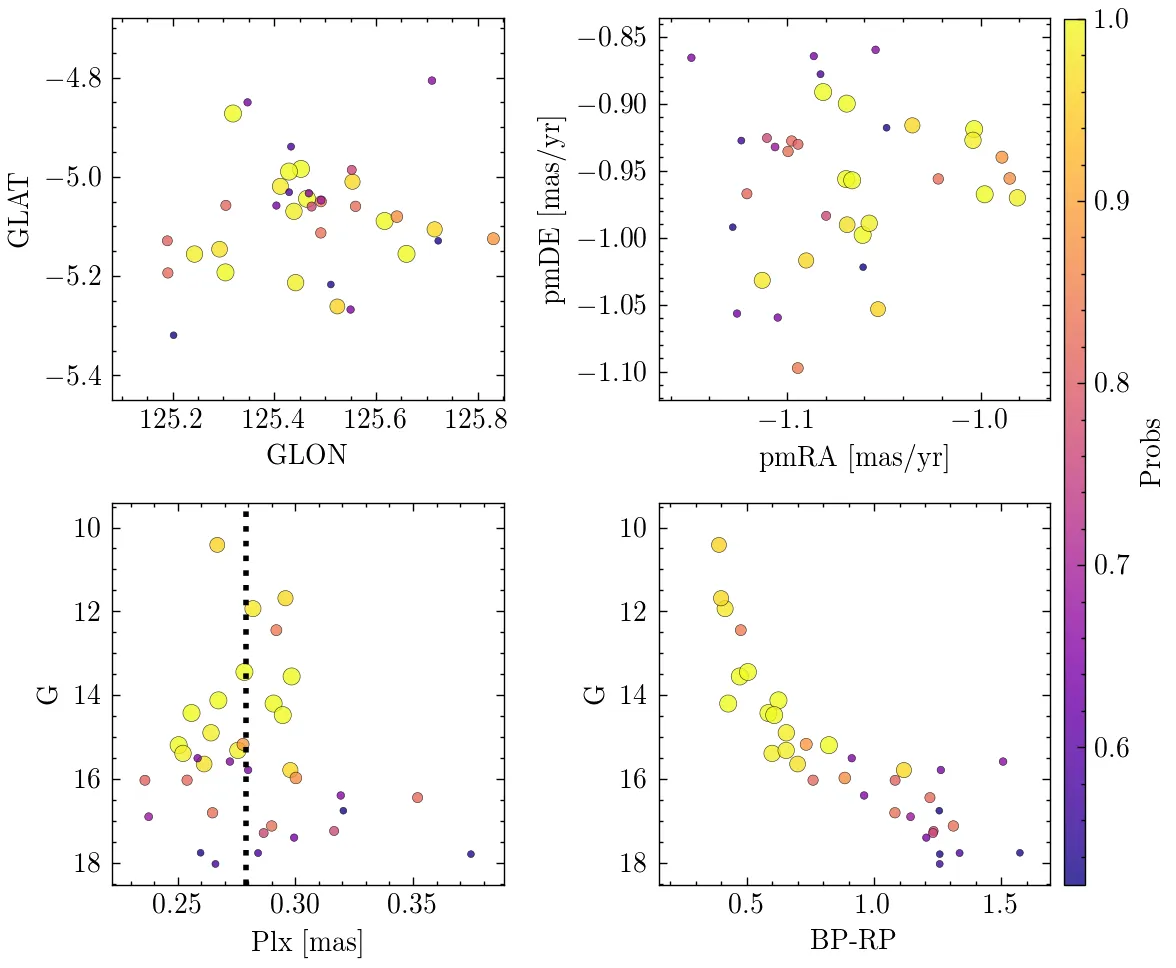 −4.8
−5.0
−5.2
−5.4
GLAT
125.2 125.4 125.6 125.8
GLON
−0.85
−0.90
−0.95
−1.00
−1.05
−1.10
pmDE [mas/yr]
−1.1 −1.0
pmRA [mas/yr]
10
12
14
16
18
G
0.25 0.30 0.35
Plx [mas]
10
12
14
16
18
G
0.5 1.0 1.5
BP-RP
1.0
0.9
0.8
0.7
0.6
Probs